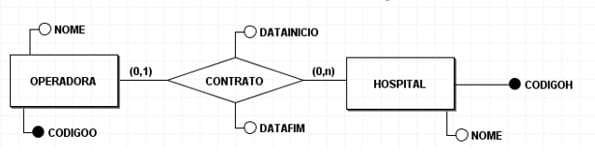 NOME
DATAINICIO
OPERADORA
(0,1)
CONTRATO
(0,n)
HOSPITAL
CODIGOH
CODIGOO
DATAFIM
NOME